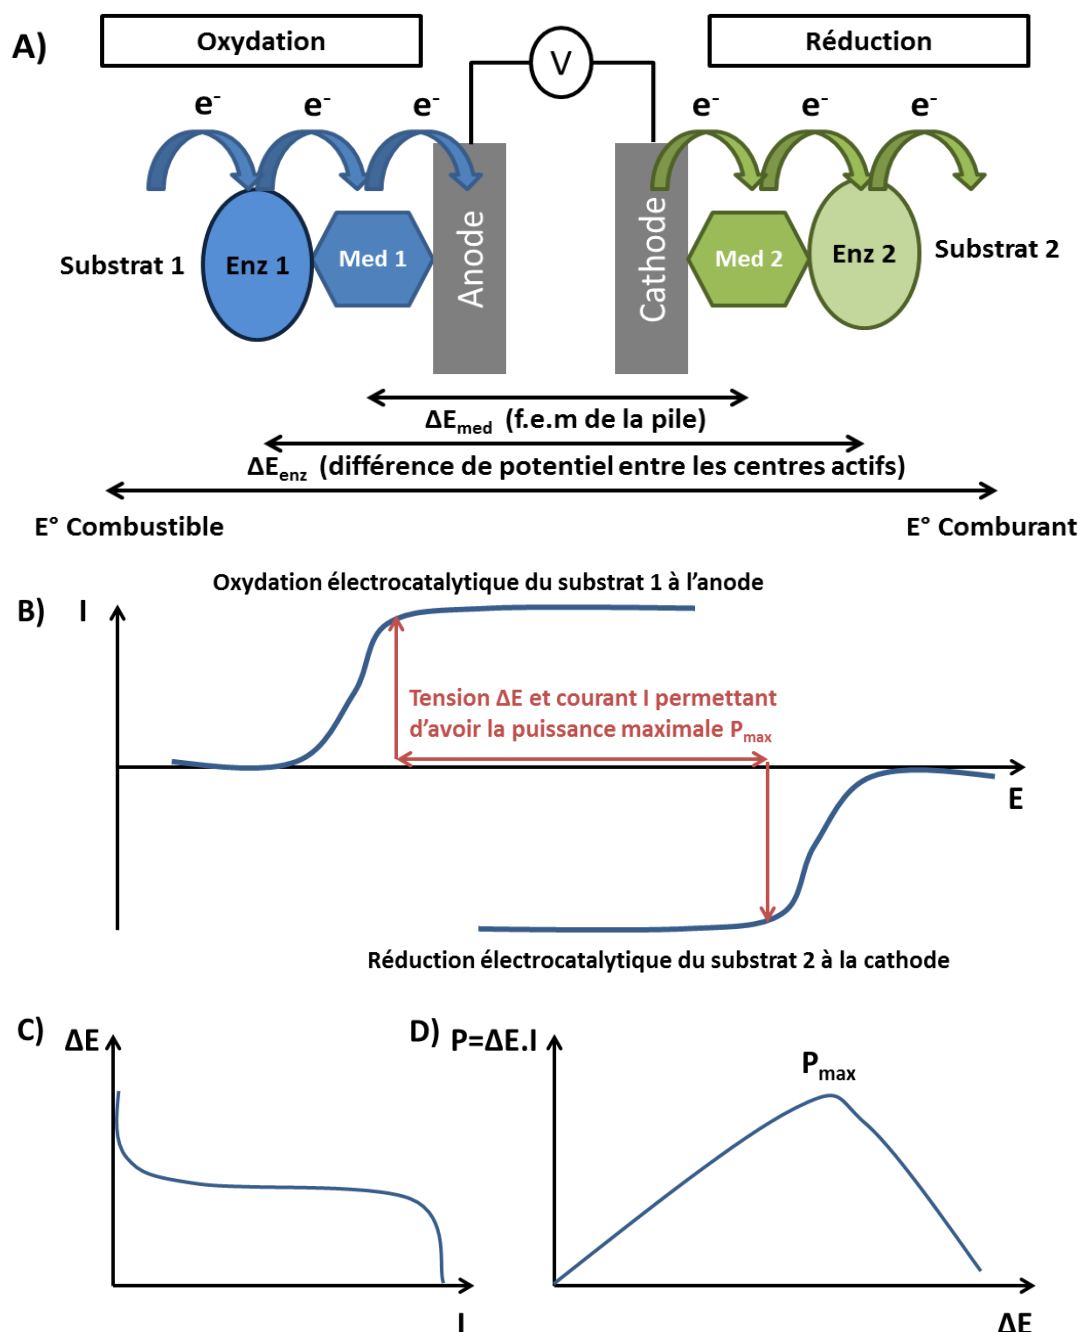 A)
Oxydation
Réduction
V
e-
e-
e-
e-
e-
e-
Substrat 1
Enz 1
Med 1
Anode
Cathode
Med 2
Enz 2
Substrat 2
ΔEmed (f.e.m de la pile)
ΔEenz (différence de potentiel entre les centres actifs)
E° Combustible
E° Comburant
Oxydation électrocatalytique du substrat 1 à l'anode
B)
I
Tension ΔE et courant I permettant
d'avoir la puissance maximale Pmax
E
Réduction électrocatalytique du substrat 2 à la cathode
C)
ΔE
I
D)
P=ΔE.I
Pmax
ΔE